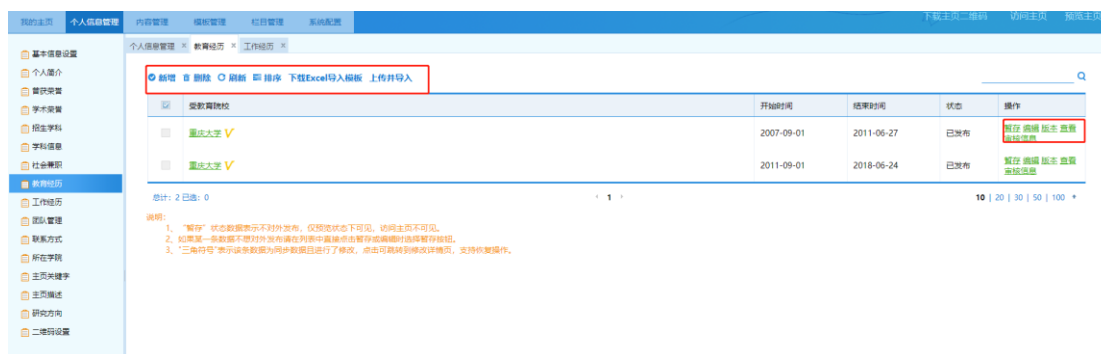 我的主页 个人信息管理 内容管理 模板管理 栏目管理 系统配置 下载主页二维码 访问主页 预览主页
个人信息管理 × 教育经历 × 工作经历 ×
基本信息设置
个人简介
曾获荣誉
学术荣誉
招生学科
学科信息
社会兼职
教育经历
工作经历
团队管理
联系方式
所在学院
主页关键字
主页描述
研究方向
二维码设置
新增 删除 刷新 排序 下载Excel导入模板 上传并导入
受教育院校 开始时间 结束时间 状态 操作
重庆大学 V 2007-09-01 2011-06-27 已发布 暂存 编辑 版本 查看
审核信息
重庆大学 V 2011-09-01 2018-06-24 已发布 暂存 编辑 版本 查看
审核信息
总计: 2 已选: 0 ‹ 1 › 10 | 20 | 30 | 50 | 100
说明:
1、 "暂存" 状态数据表示不对外发布, 仅预览状态下可见, 访问主页不可见。
2、如果某一条数据不想对外发布请在列表中直接点击暂存或编辑时选择暂存按钮。
3、"三角符号"表示该条数据为同步数据且进行了修改, 点击可跳转到修改详情页, 支持恢复操作。